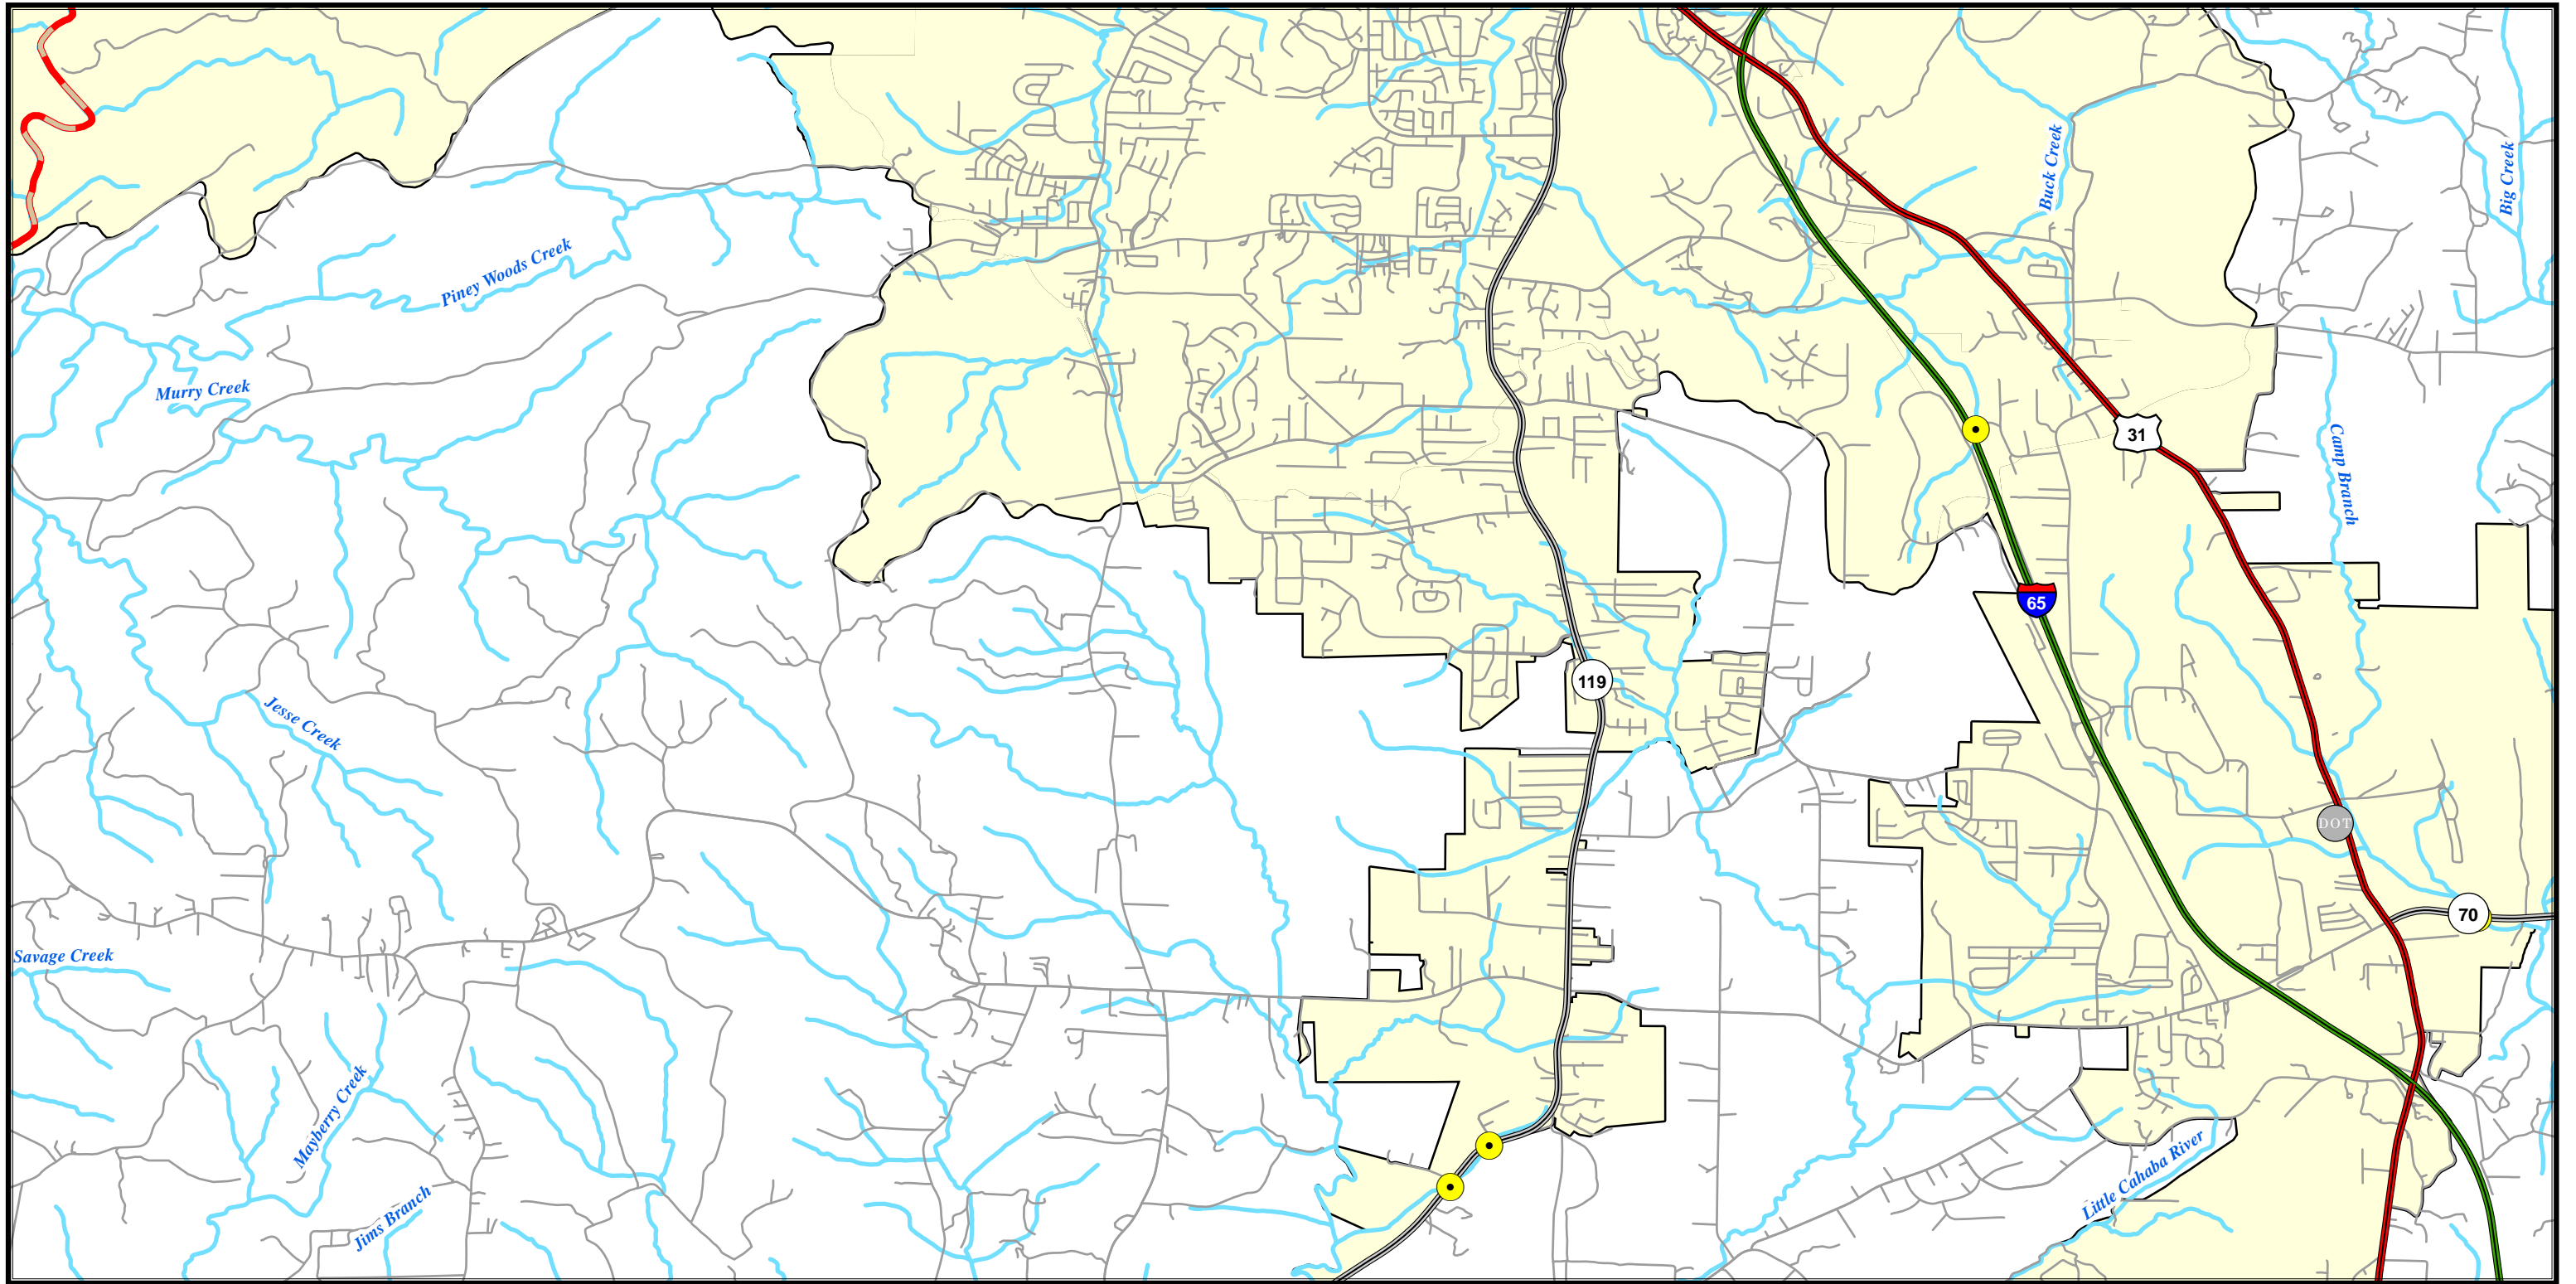 Buck Creek
Big Creek
Piney Woods Creek
Murry Creek
31
Camp Branch
65
119
Jesse Creek
DOT
70
Savage Creek
Mayberry Creek
Little Cahaba River
Jims Branch